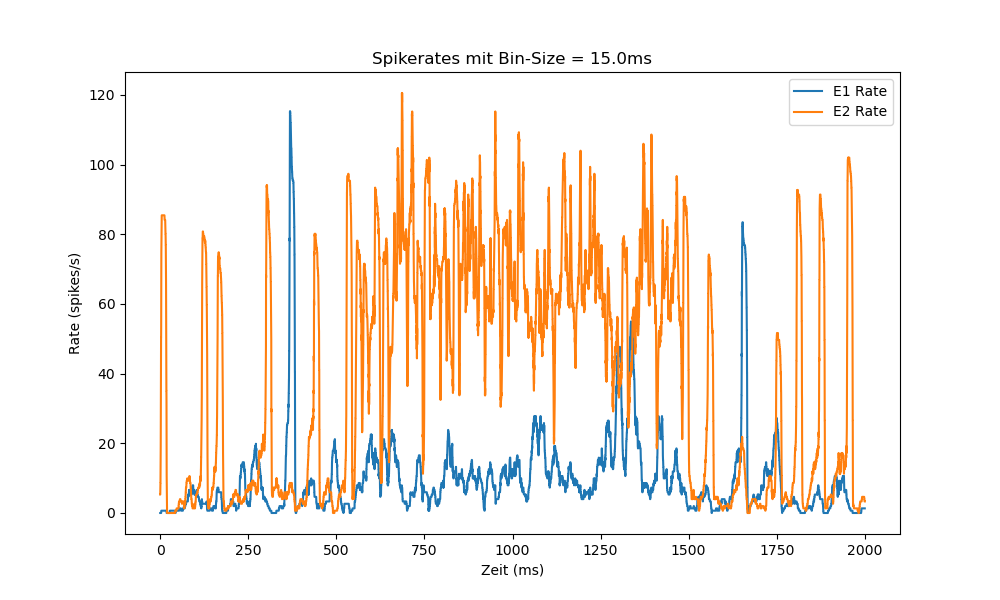 Spikerates mit Bin-Size = 15.0ms
E1 Rate
E2 Rate
120
100
80
60
40
20
0
Rate (spikes/s)
0 250 500 750 1000 1250 1500 1750 2000
Zeit (ms)